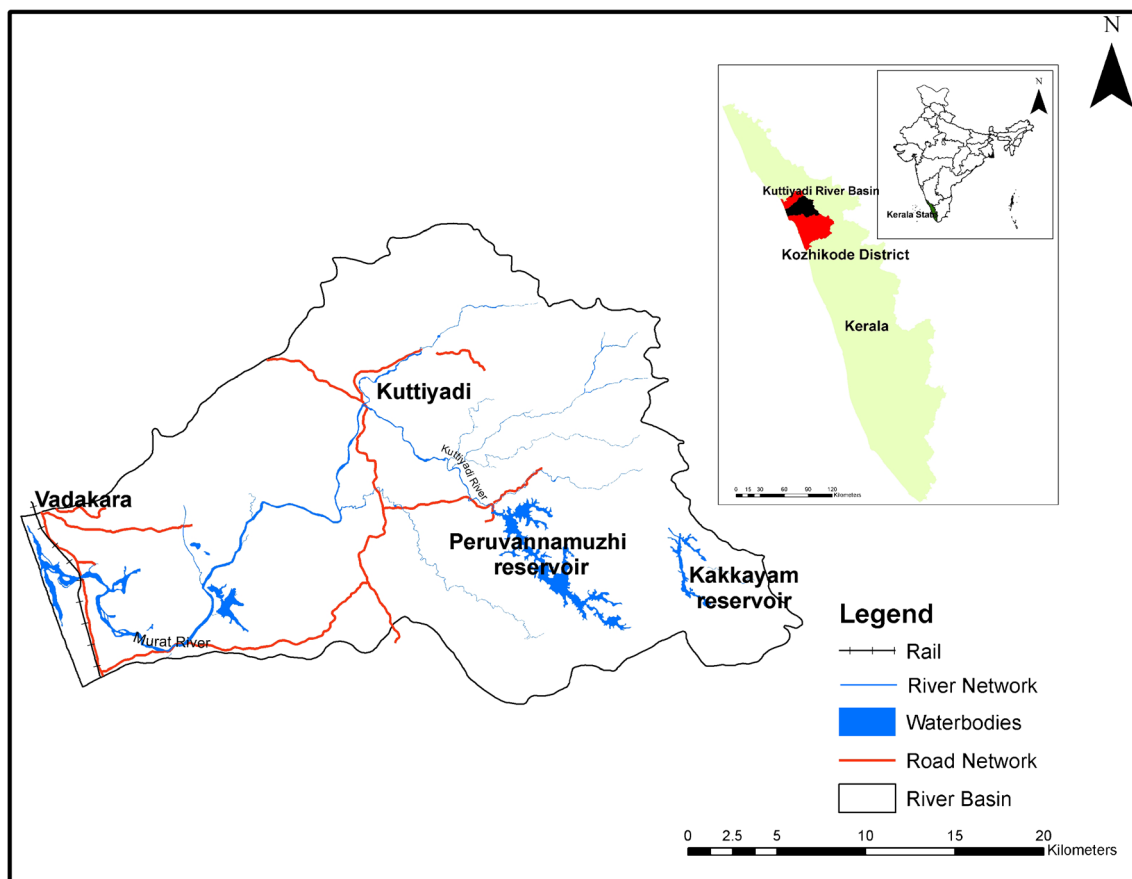 N
N
Kuttiyadi River Basin
Kerala State
Kozhikode District
Kerala
0 15 30 60 90 120
Kilometers
Kuttiyadi
Kuttiyadi River
Vadakara
Peruvannamuzhi
reservoir
Kakkayam
reservoir
Murat River
Legend
Rail
River Network
Waterbodies
Road Network
River Basin
0 2.5 5 10 15 20
Kilometers